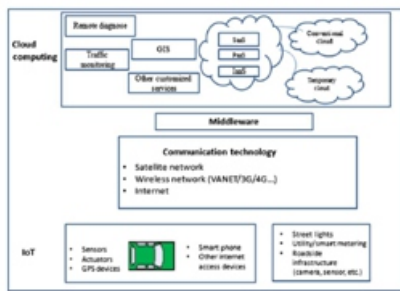 Cloud
computing
Remote diagnose
Traffic
monitoring
GIS
Other customized
services
SaaS
PaaS
IaaS
Conventional
cloud
Temporary
cloud
Middleware
Communication technology
• Satellite network
• Wireless network (VANET/3G/4G...)
• Internet
IoT
• Sensors
• Actuators
• GPS devices
• Smart phone
• Other internet
access devices
• Street lights
• Utility/smart metering
• Roadside
infrastructure
(camera, sensor, etc.)